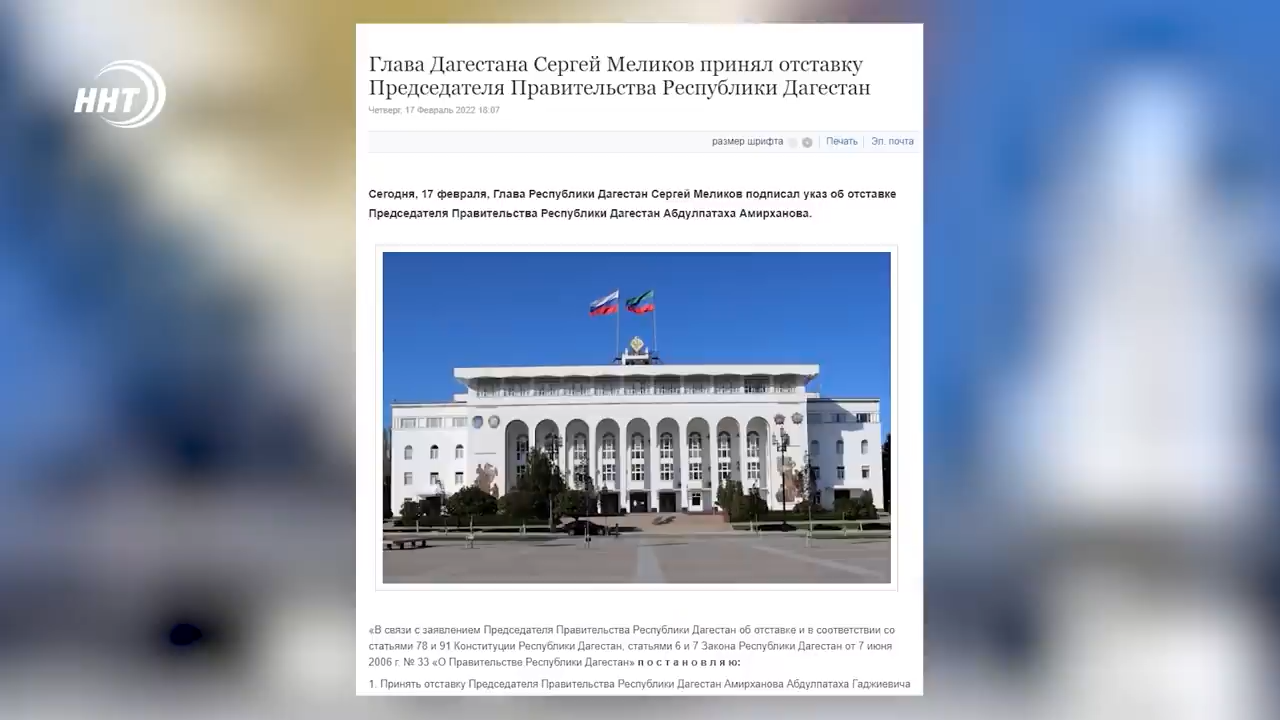 ННТ
Глава Дагестана Сергей Меликов принял отставку
Председателя Правительства Республики Дагестан
Четверг, 17 Февраль 2022 16:07
размер шрифта Печать Эл. почта
Сегодня, 17 февраля, Глава Республики Дагестан Сергей Меликов подписал указ об отставке
Председателя Правительства Республики Дагестан Абдулпатаха Амирханова.
«В связи с заявлением Председателя Правительства Республики Дагестан об отставке и в соответствии со
статьями 78 и 91 Конституции Республики Дагестан, статьями 6 и 7 Закона Республики Дагестан от 7 июня
2006 г. № 33 «О Правительстве Республики Дагестан» п о с т а н о в л я ю:
1. Принять отставку Председателя Правительства Республики Дагестан Амирханова Абдулпатаха Гаджиевича